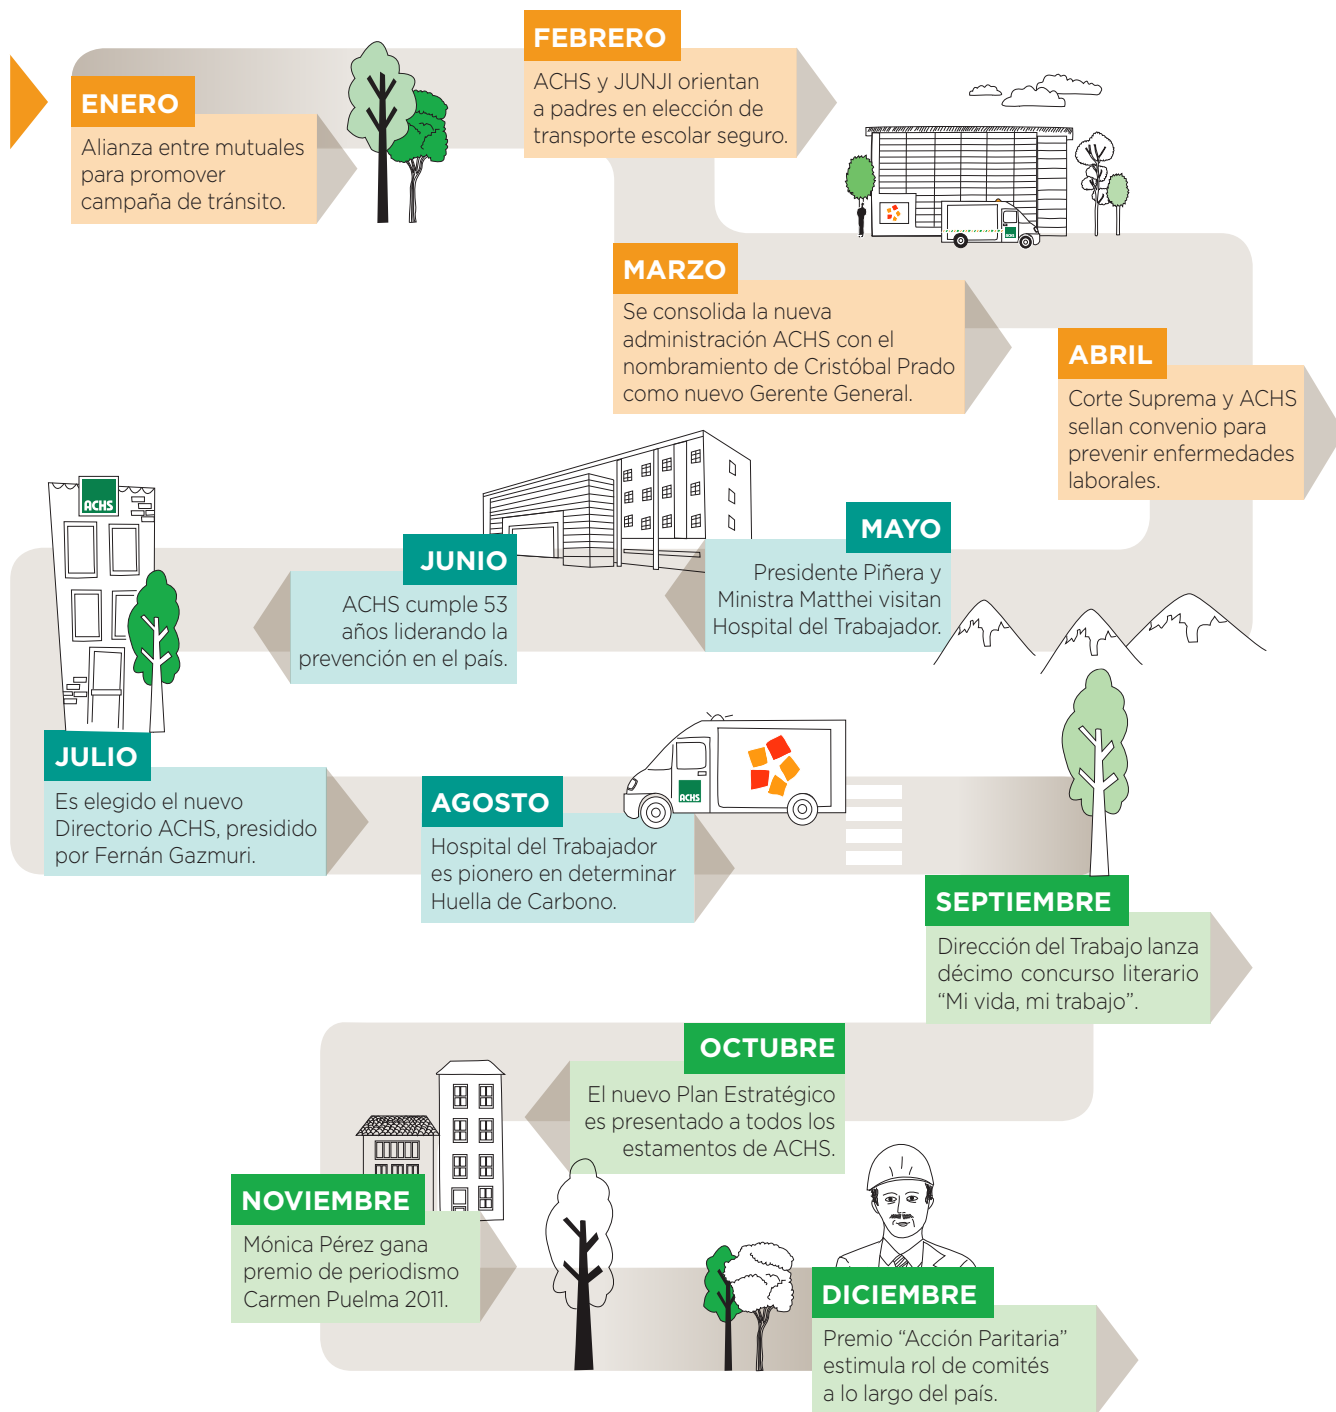 ENERO
Alianza entre mutuales
para promover
campaña de tránsito.
FEBRERO
ACHS y JUNJI orientan
a padres en elección de
transporte escolar seguro.
MARZO
Se consolida la nueva
administración ACHS con el
nombramiento de Cristóbal Prado
como nuevo Gerente General.
ABRIL
Corte Suprema y ACHS
sellan convenio para
prevenir enfermedades
laborales.
MAYO
Presidente Piñera y
Ministra Matthei visitan
Hospital del Trabajador.
JUNIO
ACHS cumple 53
años liderando la
prevención en el país.
ACHS
JULIO
Es elegido el nuevo
Directorio ACHS, presidido
por Fernán Gazmuri.
AGOSTO
Hospital del Trabajador
es pionero en determinar
Huella de Carbono.
ACHS
SEPTIEMBRE
Dirección del Trabajo lanza
décimo concurso literario
“Mi vida, mi trabajo”.
OCTUBRE
El nuevo Plan Estratégico
es presentado a todos los
estamentos de ACHS.
NOVIEMBRE
Mónica Pérez gana
premio de periodismo
Carmen Puelma 2011.
DICIEMBRE
Premio “Acción Paritaria”
estimula rol de comités
a lo largo del país.